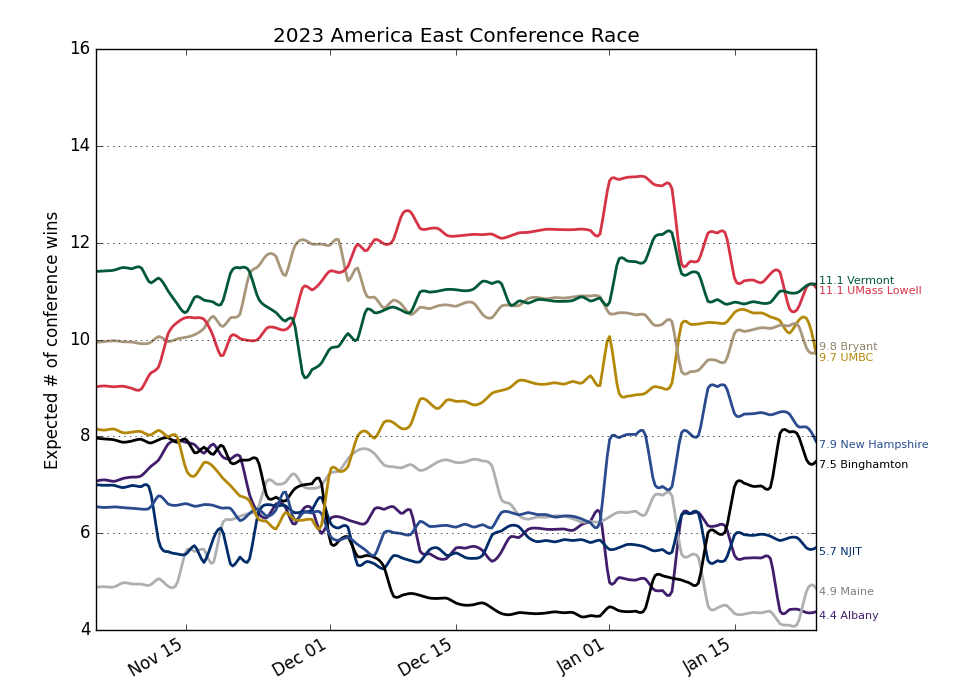 2023 America East Conference Race
Expected # of conference wins
16
14
12
10
8
6
4
11.1 Vermont
11.1 UMass Lowell
9.8 Bryant
9.7 UMBC
7.9 New Hampshire
7.5 Binghamton
5.7 NJIT
4.9 Maine
4.4 Albany
Nov 15
Dec 01
Dec 15
Jan 01
Jan 15